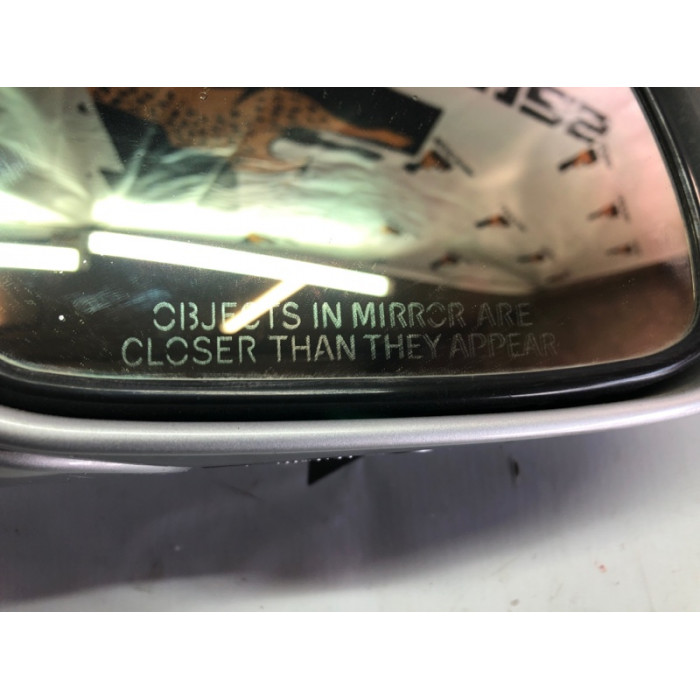 OBJECTS IN MIRROR ARE
CLOSER THAN THEY APPEAR